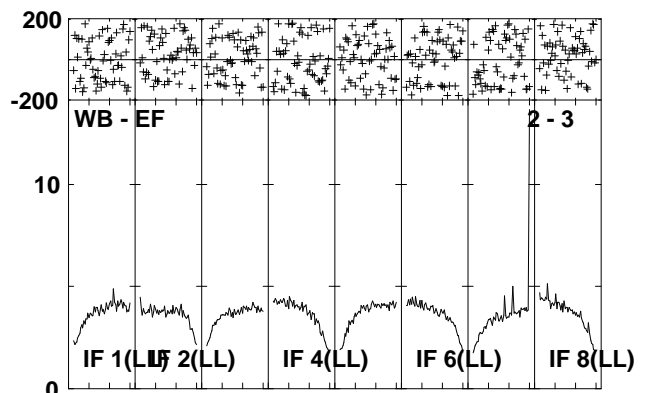 200
-200
WB - EF 2 - 3
10
IF 1(LL) IF 2(LL) IF 4(LL) IF 6(LL) IF 8(LL)
0